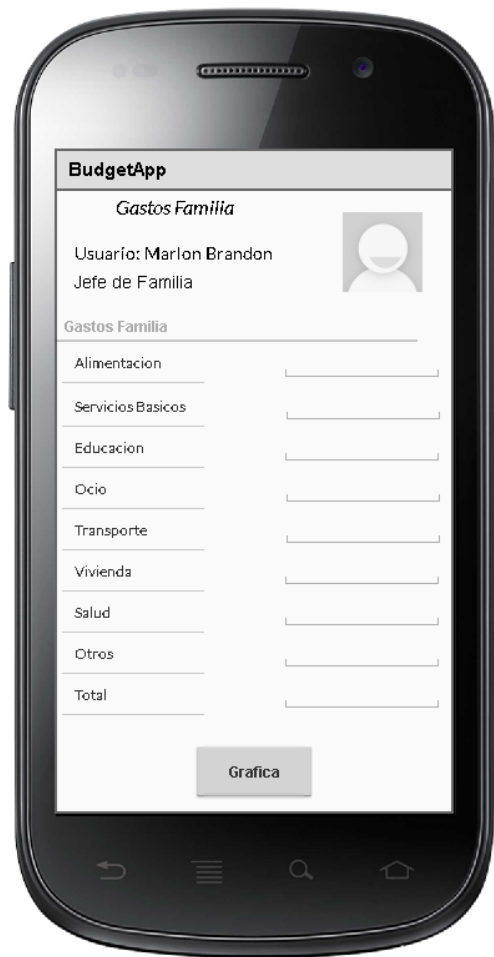 BudgetApp
Gastos Familia
Usuario: Marlon Brandon
Jefe de Familia
Gastos Familia
Alimentacion
Servicios Basicos
Educacion
Ocio
Transporte
Vivienda
Salud
Otros
Total
Grafica